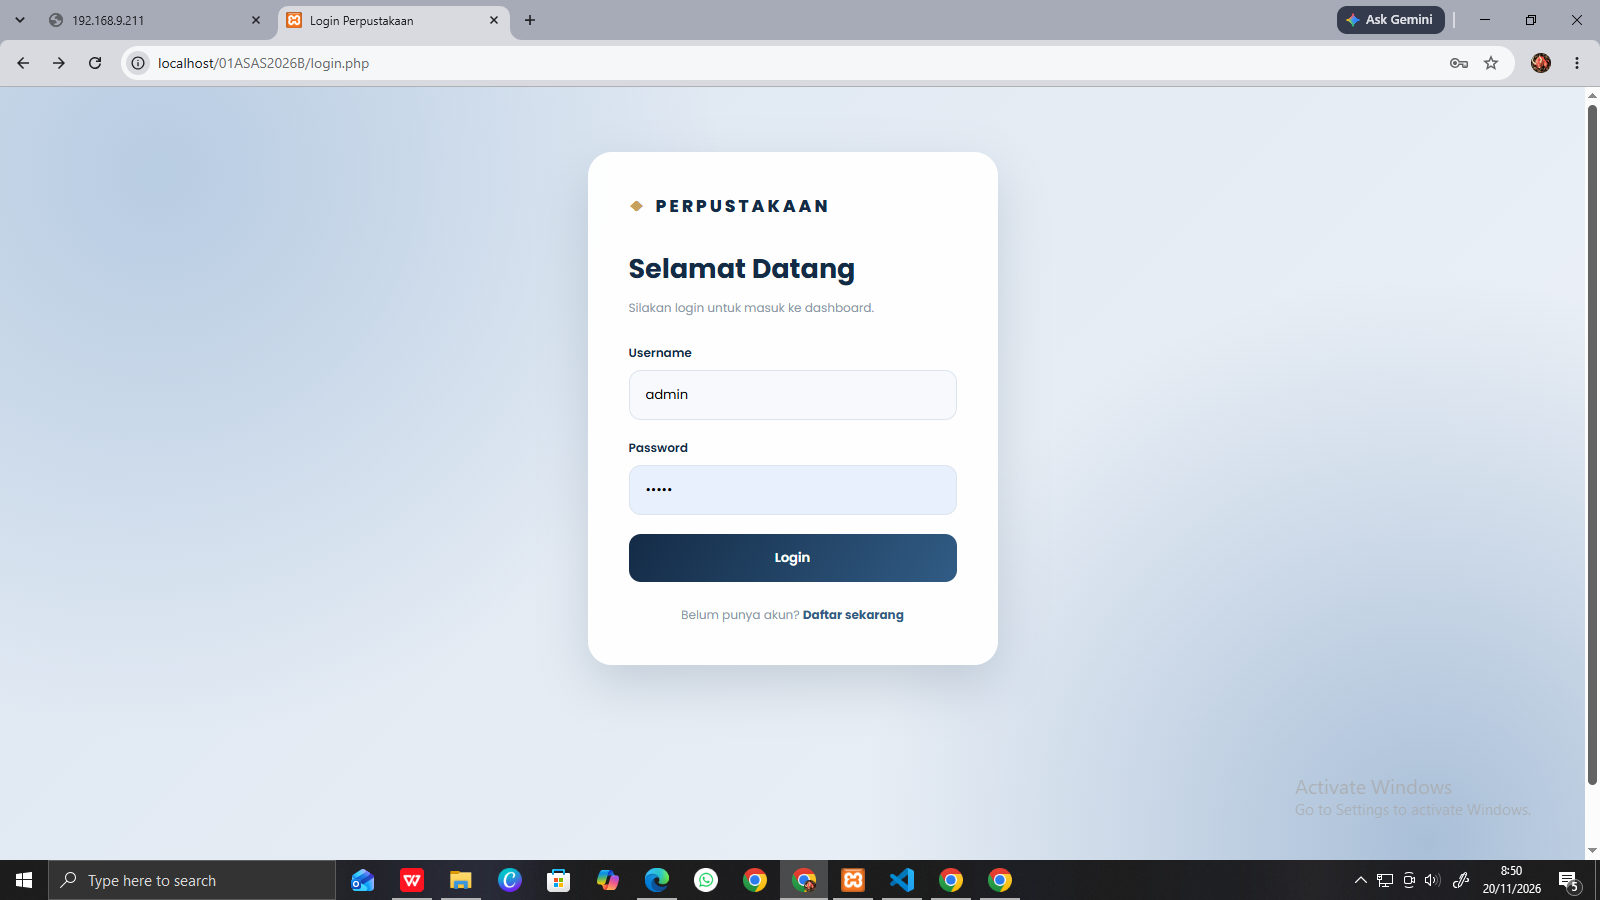 192.168.9.211
Login Perpustakaan
Ask Gemini
localhost/01ASAS2026B/login.php
PERPUSTAKAAN
Selamat Datang
Silakan login untuk masuk ke dashboard.
Username
admin
Password
•••••
Login
Belum punya akun? Daftar sekarang
Activate Windows
Go to Settings to activate Windows.
Type here to search
8:50
20/11/2026
5